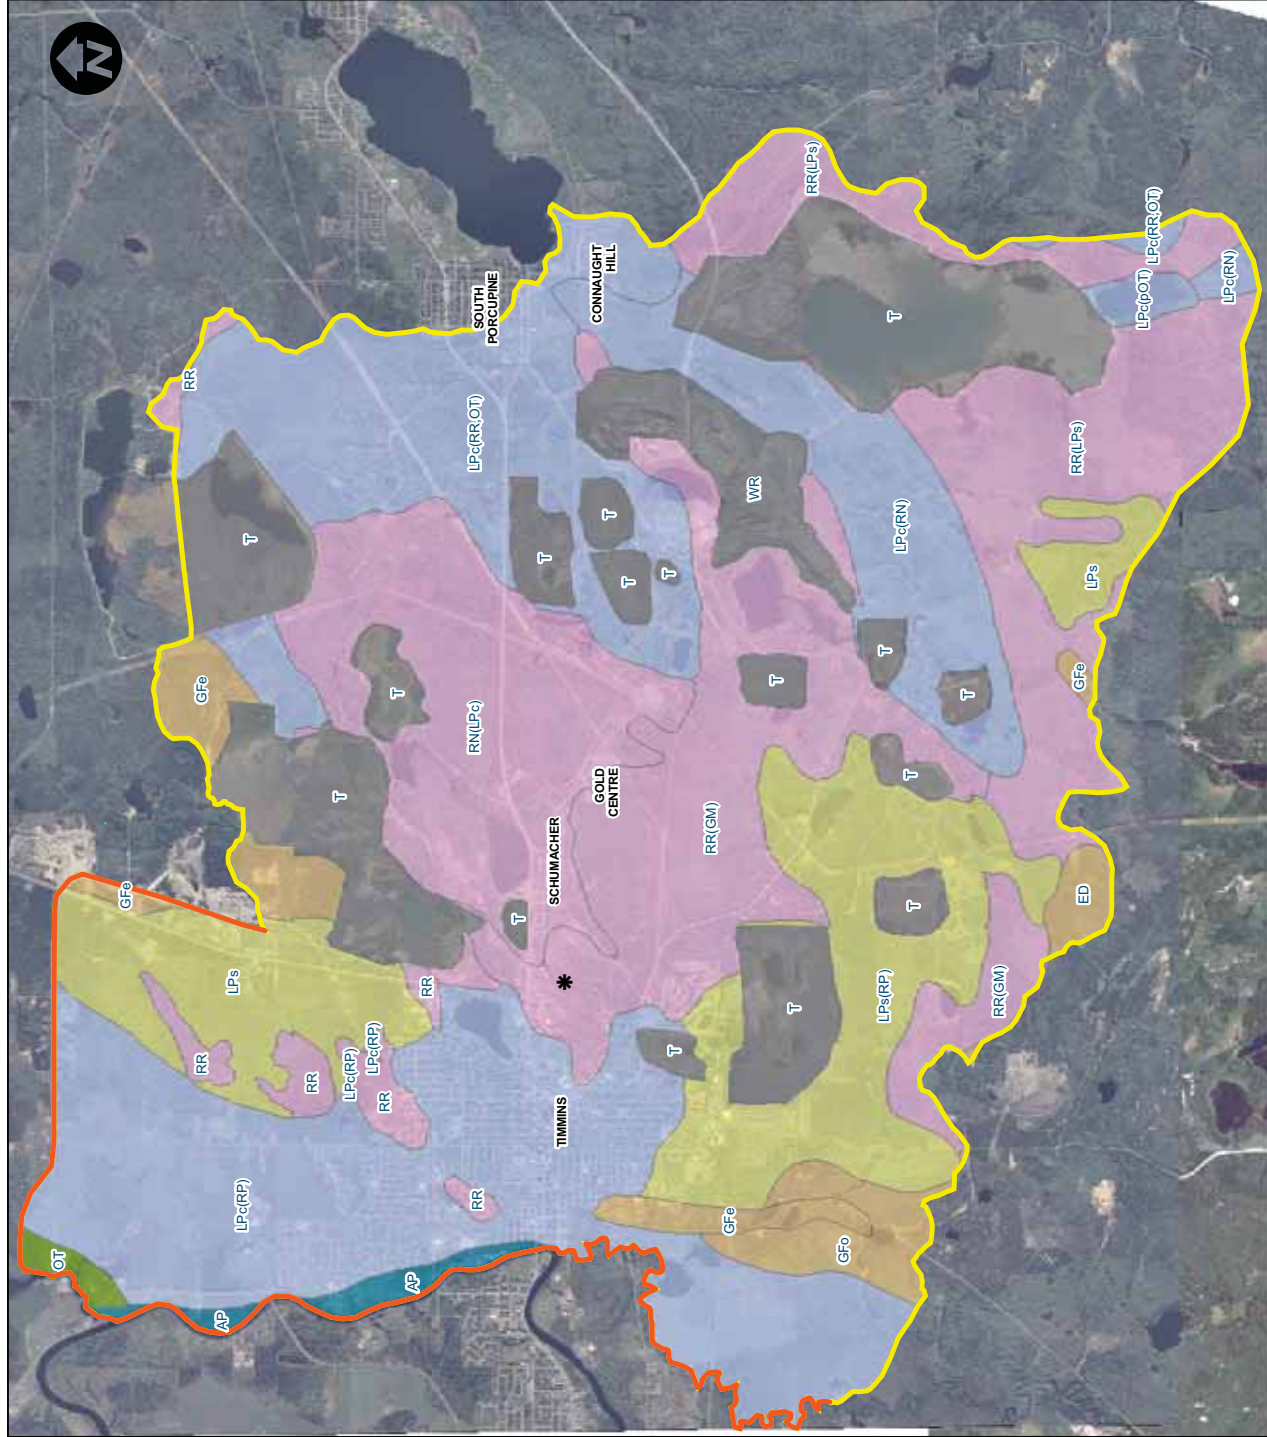 N
RR
GFe
T
GFe
LPs
RR
OT
LPc(RP)
AP
T
T
RR
LPc(RP)
LPc(RP)
RR
RR
AP
T
RN(LPc)
LPc(RR,OT)
SOUTH
PORCUPINE
RR
T
SCHUMACHER
TIMMINS
T
CONNAUGHT
HILL
T
GOLD
CENTRE
T
T
T
RR(GM)
GFe
WR
T
T
RR(LPs)
GFo
T
LPc(RN)
T
T
T
LPs(RP)
T
RR(GM)
RR(LPs)
LPs
GFe
ED
LPc(RR,OT)
LPc(pOT)
LPc(RN)